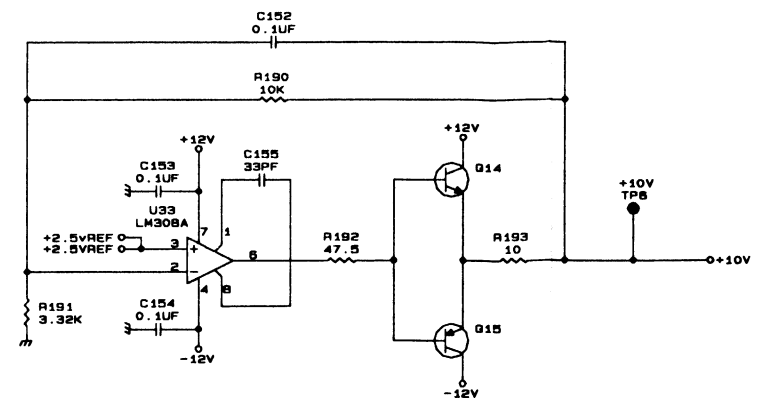 C152
0.1UF
R190
10K
+12V
C153
0.1UF
C155
33PF
+12V
Q14
U33
LM308A
7
1
+10V
TP6
+2.5vREF
+2.5VREF
3
+
2
-
6
R192
47.5
R193
10
+10V
4
8
R191
3.32K
C154
0.1UF
-12V
Q15
-12V